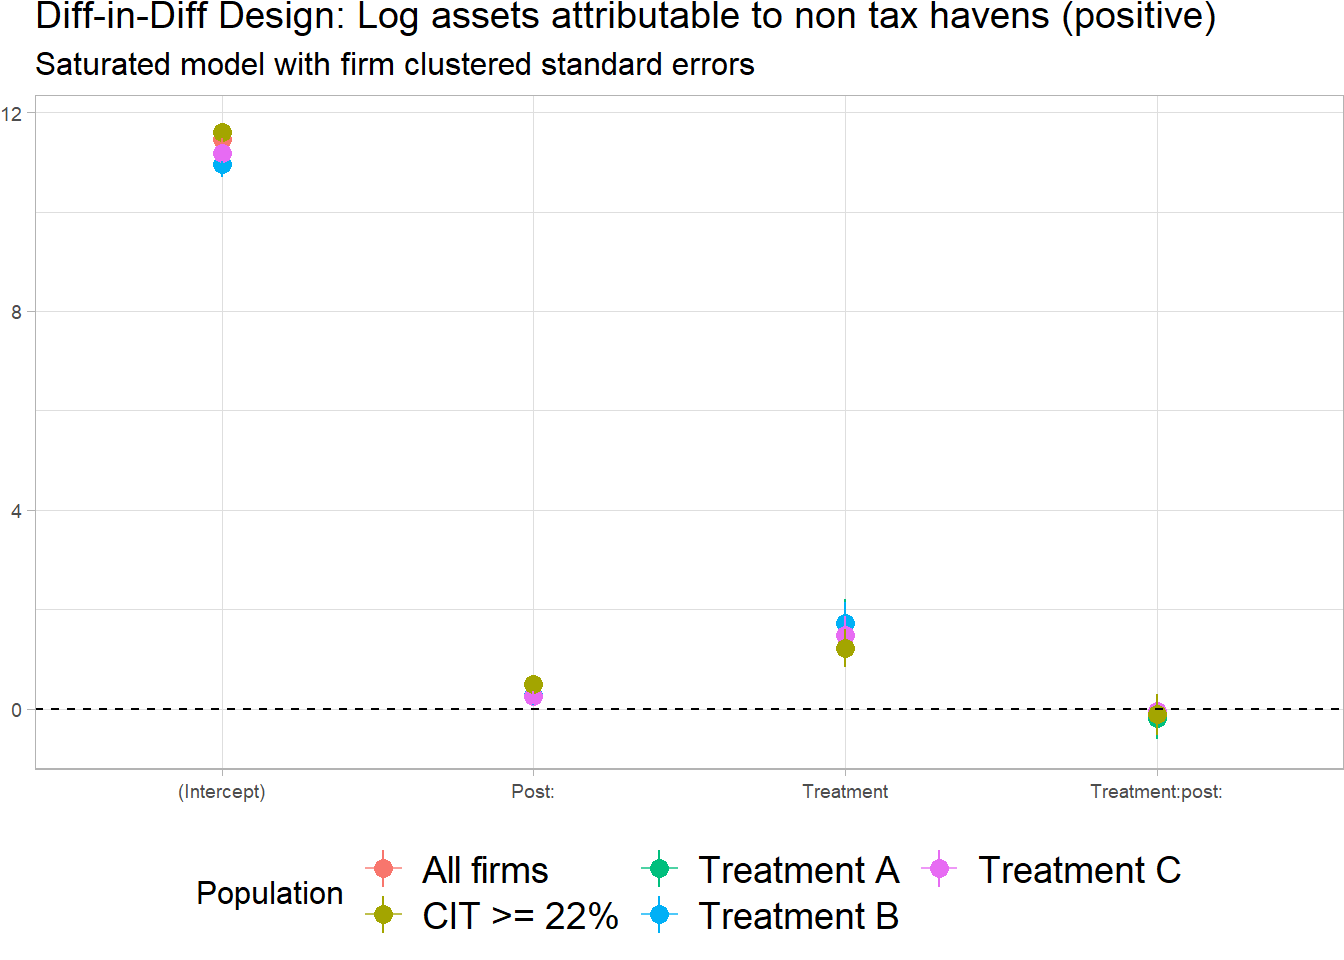 Diff-in-Diff Design: Log assets attributable to non tax havens (positive)
Saturated model with firm clustered standard errors
12
8
4
0
(Intercept) Post: Treatment Treatment:post:
Population
All firms Treatment A Treatment C
CIT >= 22% Treatment B